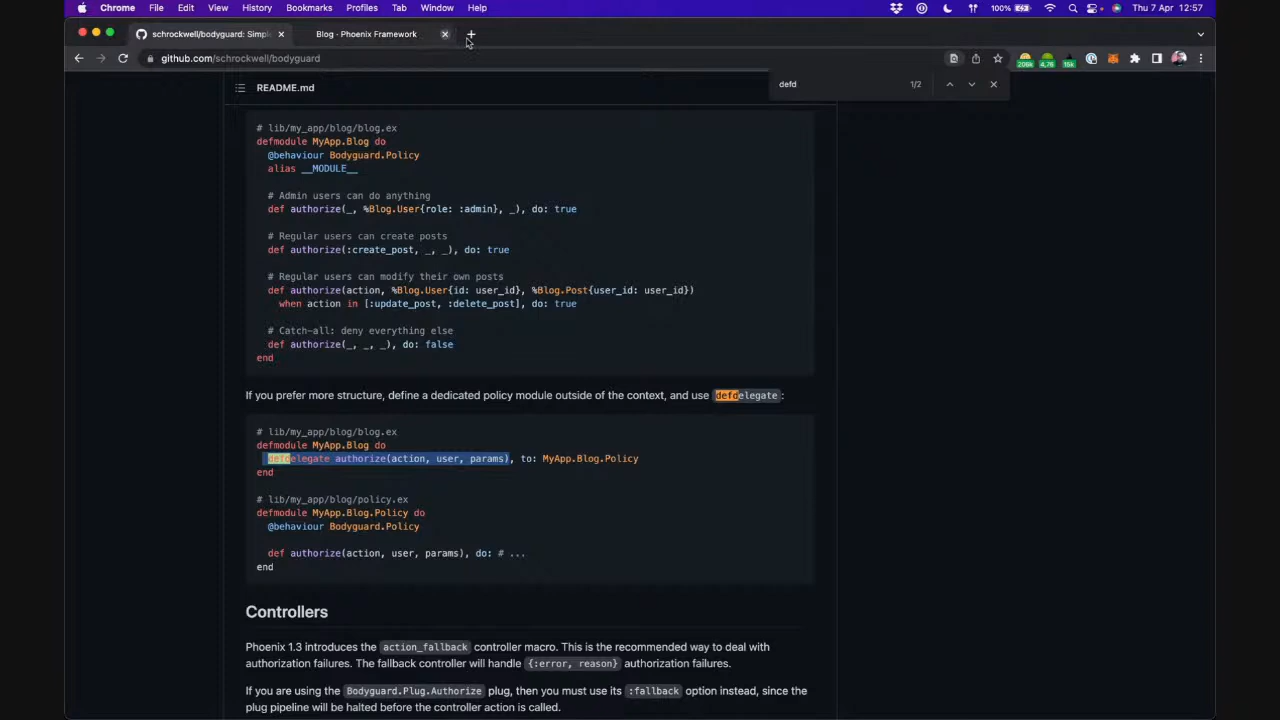 Chrome File Edit View History Bookmarks Profiles Tab Window Help 100% Thu 7 Apr 12:57
schrockwell/bodyguard: Simple Blog · Phoenix Framework
github.com/schrockwell/bodyguard
defd 1/2
README.md
# lib/my_app/blog/blog.ex
defmodule MyApp.Blog do
@behaviour Bodyguard.Policy
alias __MODULE__
# Admin users can do anything
def authorize(_, %Blog.User{role: :admin}, _), do: true
# Regular users can create posts
def authorize(:create_post, _, _), do: true
# Regular users can modify their own posts
def authorize(action, %Blog.User{id: user_id}, %Blog.Post{user_id: user_id})
when action in [:update_post, :delete_post], do: true
# Catch-all: deny everything else
def authorize(_, _, _), do: false
end
If you prefer more structure, define a dedicated policy module outside of the context, and use defdelegate:
# lib/my_app/blog/blog.ex
defmodule MyApp.Blog do
defdelegate authorize(action, user, params), to: MyApp.Blog.Policy
end
# lib/my_app/blog/policy.ex
defmodule MyApp.Blog.Policy do
@behaviour Bodyguard.Policy
def authorize(action, user, params), do: # ...
end
Controllers
Phoenix 1.3 introduces the action_fallback controller macro. This is the recommended way to deal with
authorization failures. The fallback controller will handle {:error, reason} authorization failures.
If you are using the Bodyguard.Plug.Authorize plug, then you must use its :fallback option instead, since the
plug pipeline will be halted before the controller action is called.